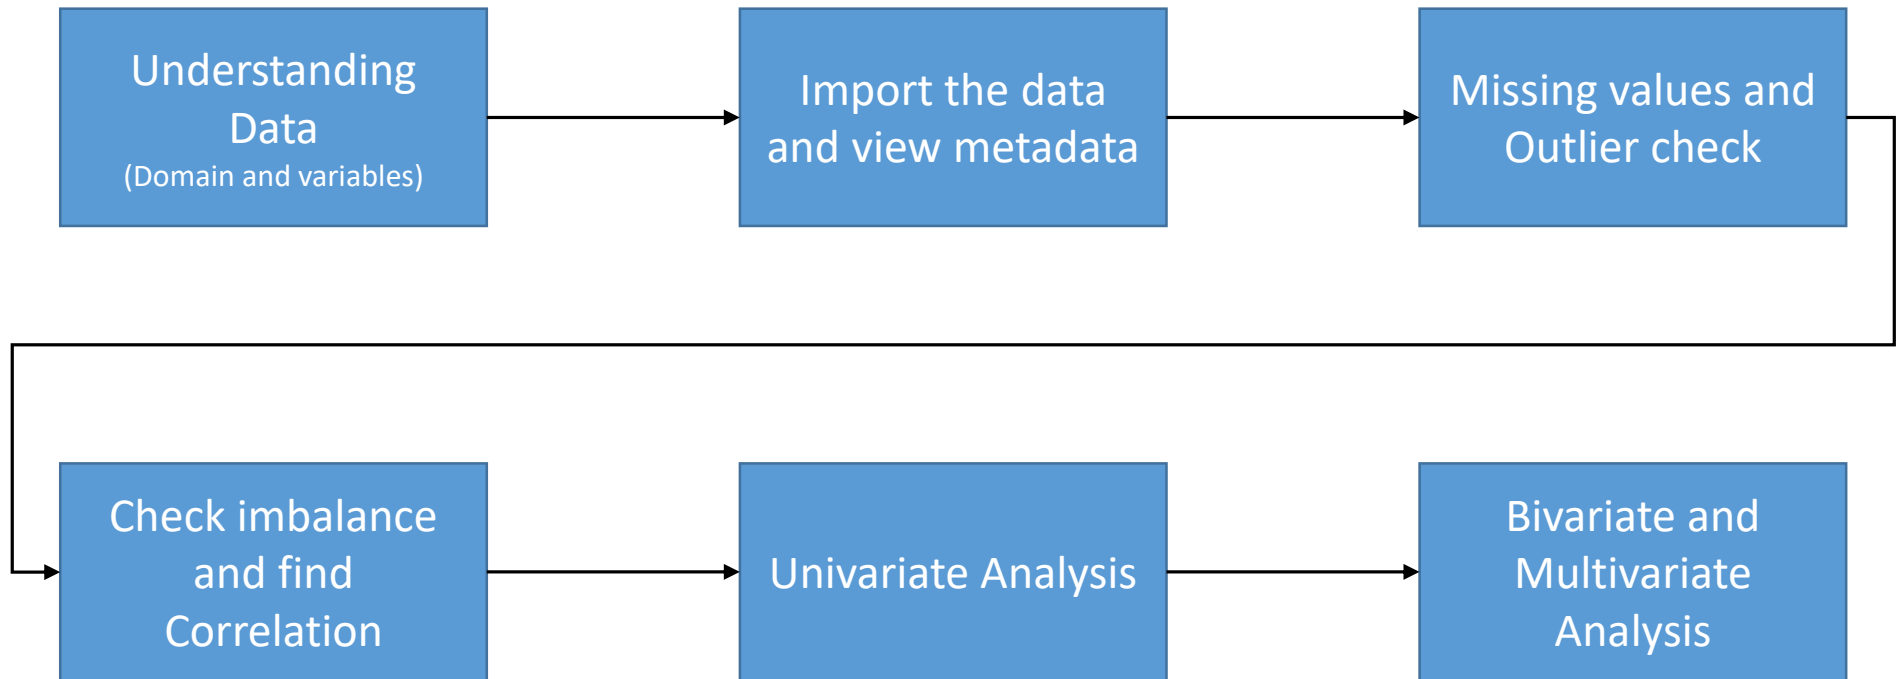 Understanding
Data
(Domain and variables)
Import the data
and view metadata
Missing values and
Outlier check
Check imbalance
and find
Correlation
Univariate Analysis
Bivariate and
Multivariate
Analysis